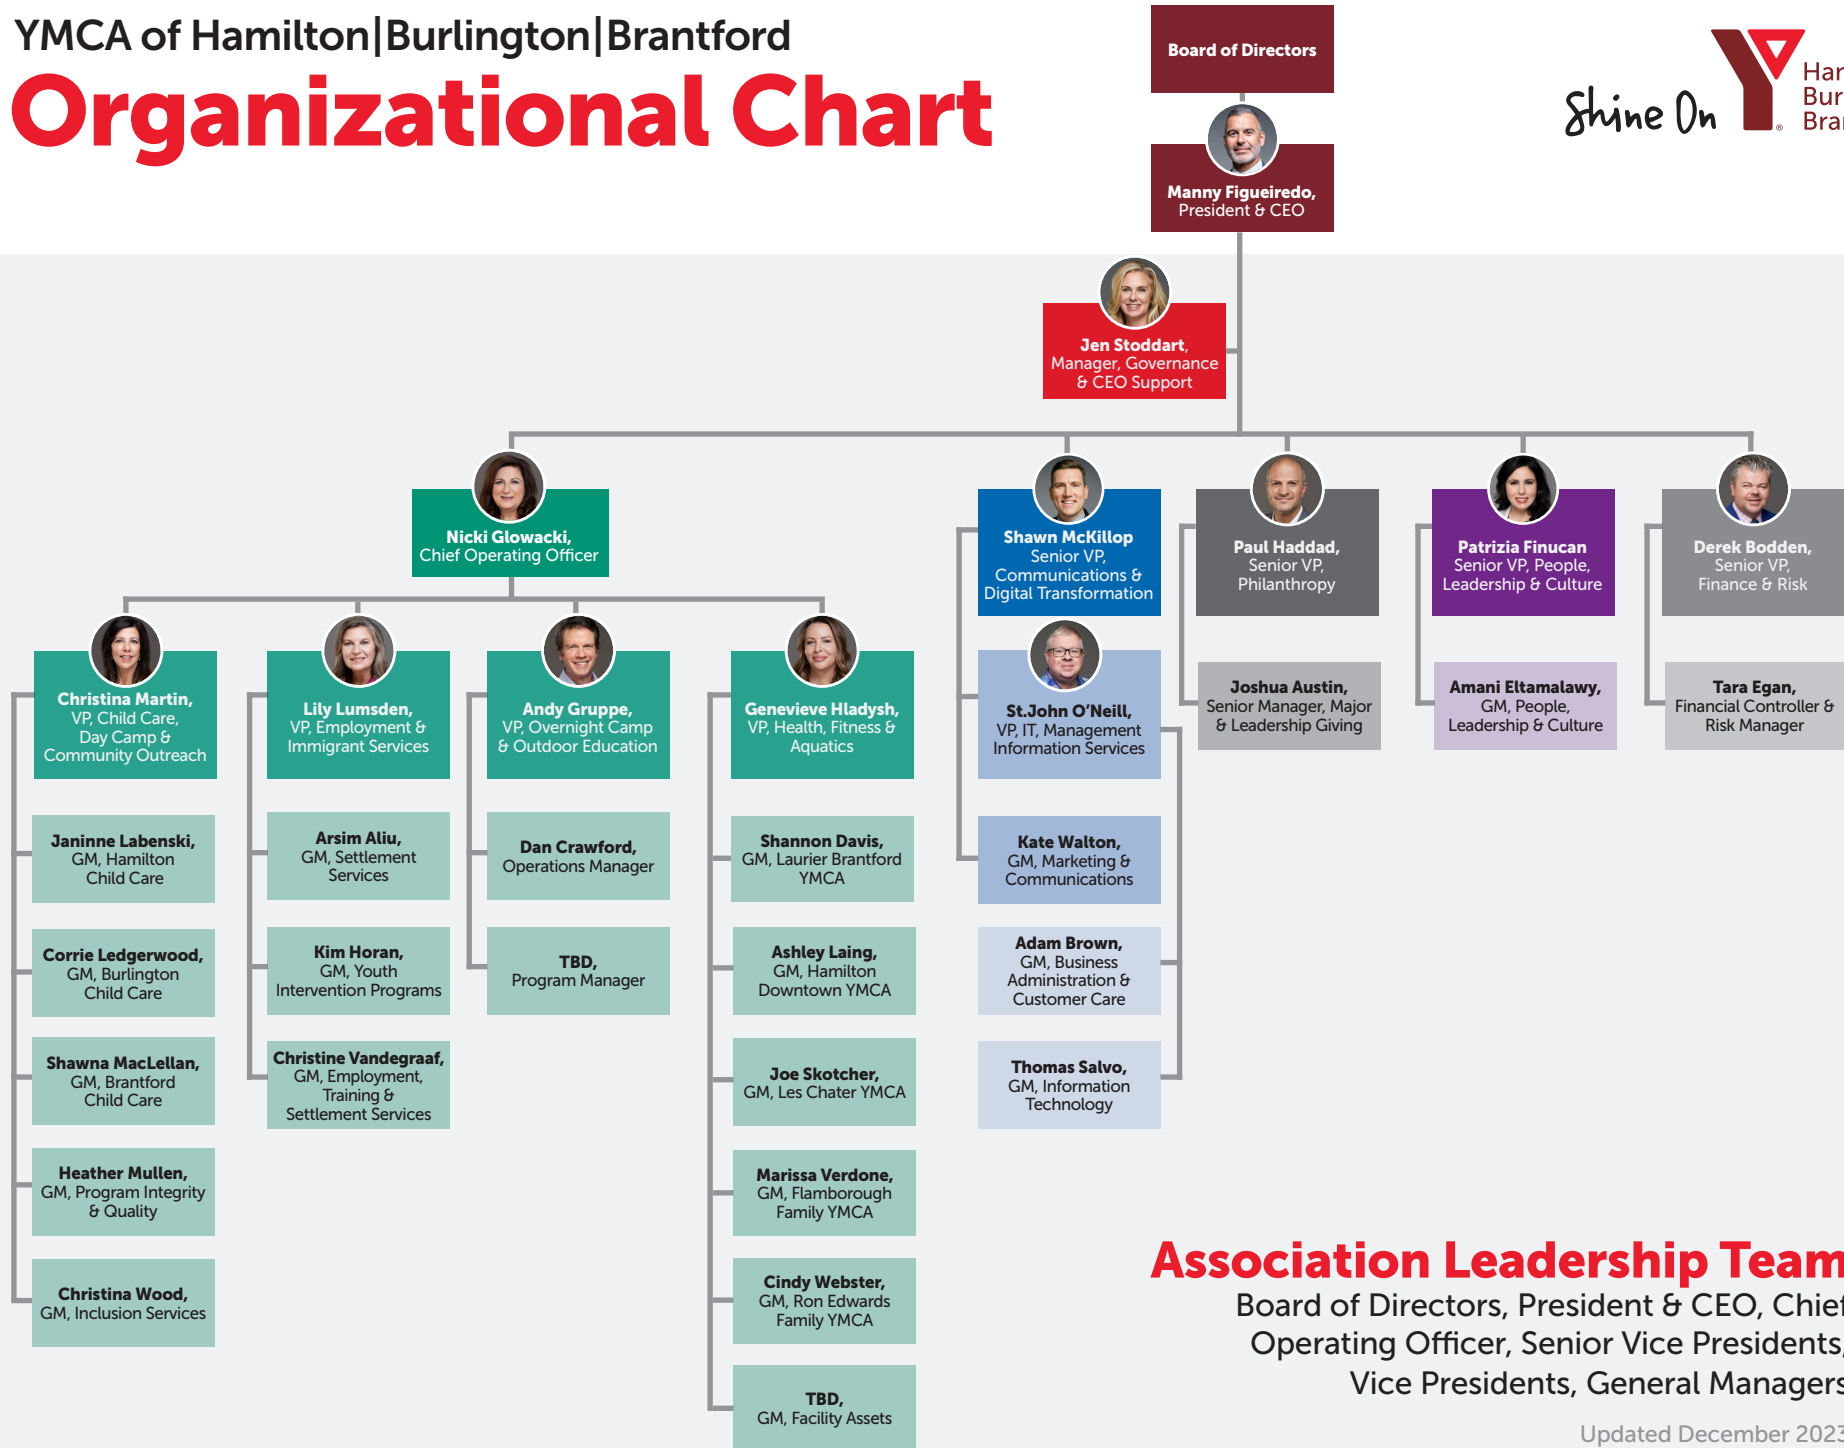 YMCA of Hamilton|Burlington|Brantford
Organizational Chart
Board of Directors
Shine On
®
Manny Figueiredo,
President & CEO
Jen Stoddart,
Manager, Governance
& CEO Support
Nicki Glowacki,
Chief Operating Officer
Shawn McKillop
Senior VP,
Communications &
Digital Transformation
Paul Haddad,
Senior VP,
Philanthropy
Patrizia Finucan
Senior VP, People,
Leadership & Culture
Derek Bodden,
Senior VP,
Finance & Risk
Christina Martin,
VP, Child Care,
Day Camp &
Community Outreach
Janinne Labenski,
GM, Hamilton
Child Care
Corrie Ledgerwood,
GM, Burlington
Child Care
Shawna MacLellan,
GM, Brantford
Child Care
Heather Mullen,
GM, Program Integrity
& Quality
Christina Wood,
GM, Inclusion Services
Lily Lumsden,
VP, Employment &
Immigrant Services
Arsim Aliu,
GM, Settlement
Services
Kim Horan,
GM, Youth
Intervention Programs
Christine Vandegraaf,
GM, Employment,
Training &
Settlement Services
Andy Gruppe,
VP, Overnight Camp
& Outdoor Education
Dan Crawford,
Operations Manager
TBD,
Program Manager
Genevieve Hladysh,
VP, Health, Fitness &
Aquatics
Shannon Davis,
GM, Laurier Brantford
YMCA
Ashley Laing,
GM, Hamilton
Downtown YMCA
Joe Skotcher,
GM, Les Chater YMCA
Marissa Verdone,
GM, Flamborough
Family YMCA
Cindy Webster,
GM, Ron Edwards
Family YMCA
TBD,
GM, Facility Assets
St.John O'Neill,
VP, IT, Management
Information Services
Kate Walton,
GM, Marketing &
Communications
Adam Brown,
GM, Business
Administration &
Customer Care
Thomas Salvo,
GM, Information
Technology
Joshua Austin,
Senior Manager, Major
& Leadership Giving
Amani Eltamalawy,
GM, People,
Leadership & Culture
Tara Egan,
Financial Controller &
Risk Manager
Association Leadership Team
Board of Directors, President & CEO, Chief
Operating Officer, Senior Vice Presidents,
Vice Presidents, General Managers
Updated December 2023